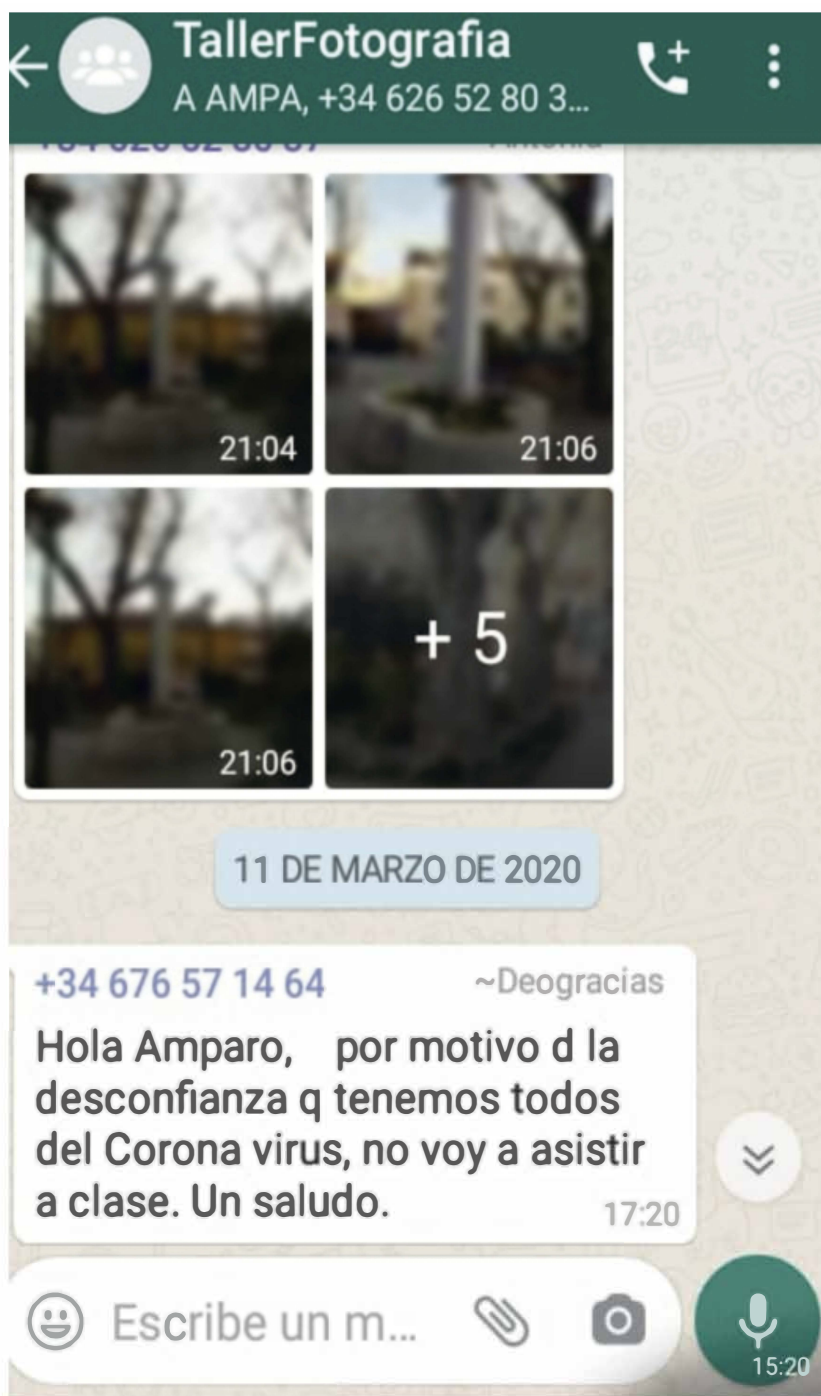 TallerFotografia
A AMPA, +34 626 52 80 3...
21:04
21:06
21:06
+ 5
11 DE MARZO DE 2020
+34 676 57 14 64 ~Deogracias
Hola Amparo, por motivo d la
desconfianza q tenemos todos
del Corona virus, no voy a asistir
a clase. Un saludo.
17:20
Escribe un m...
15:20